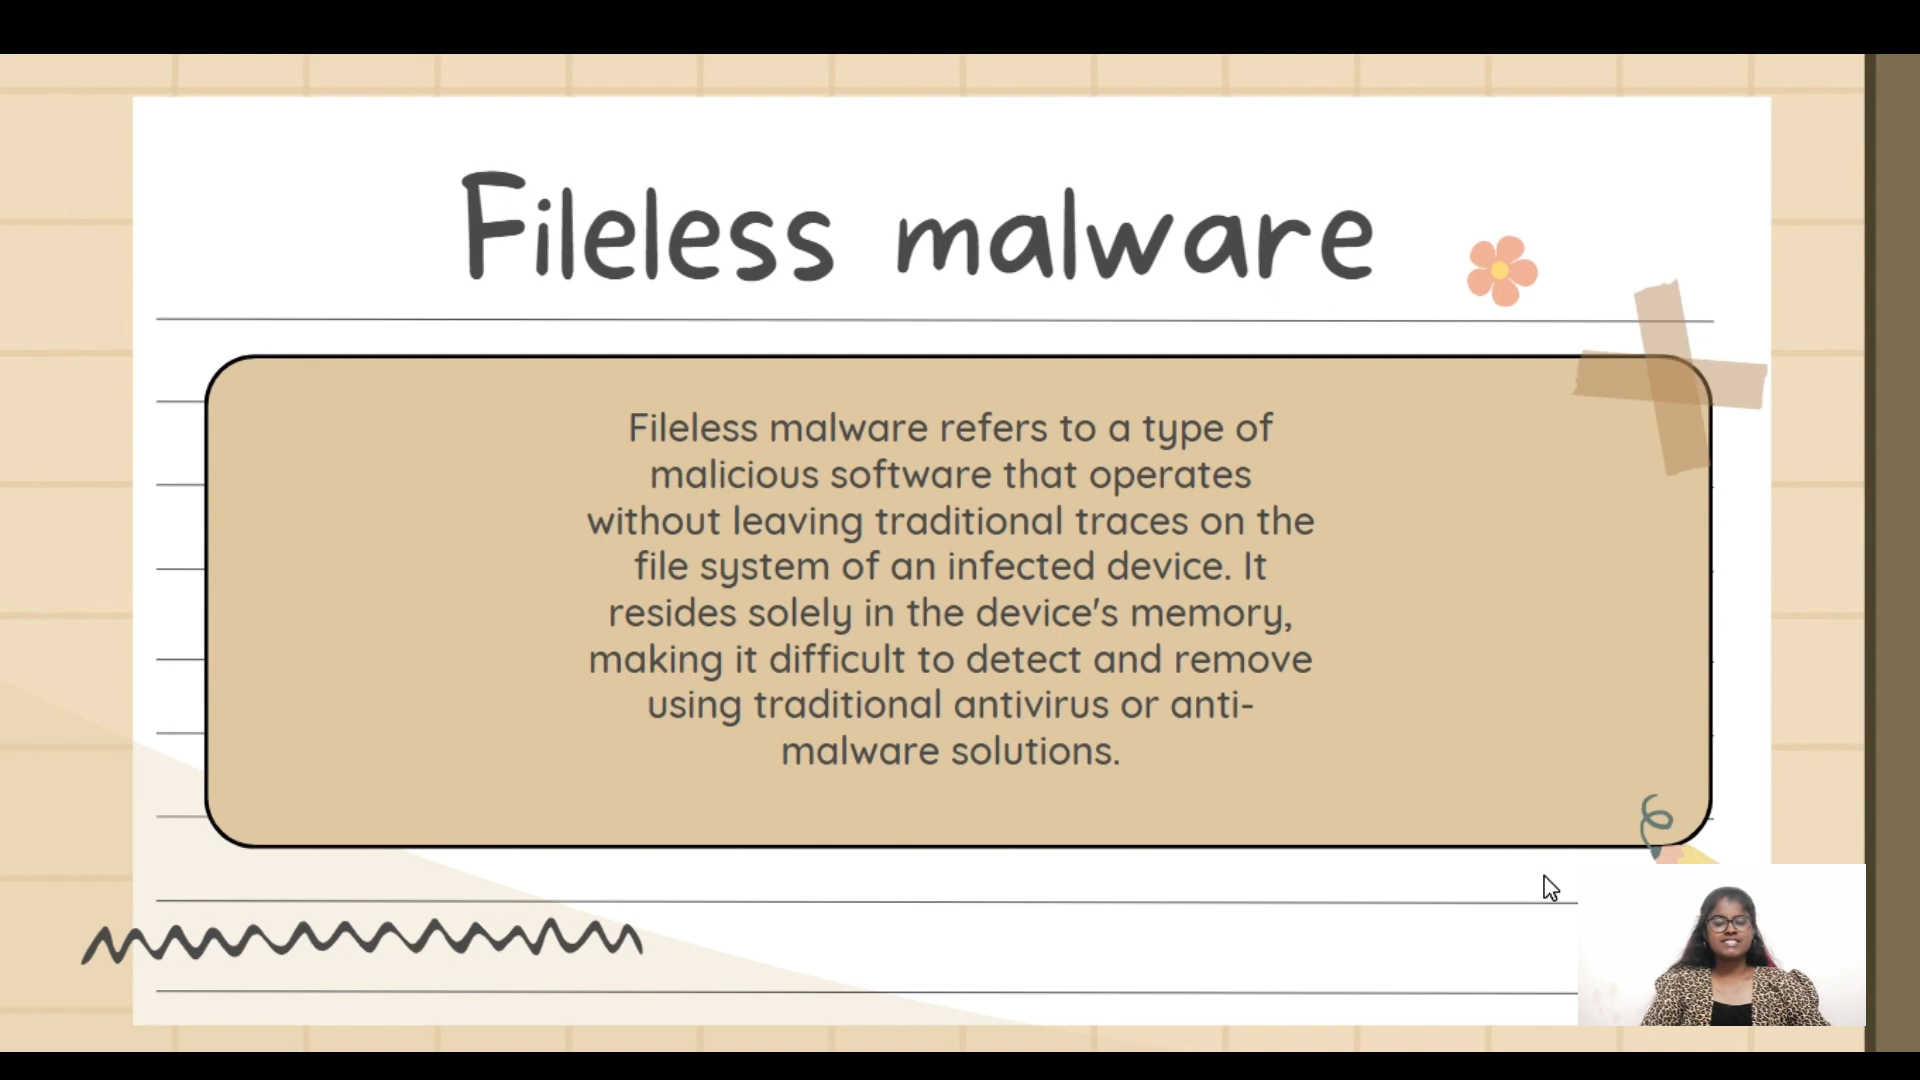 Fileless malware
Fileless malware refers to a type of
malicious software that operates
without leaving traditional traces on the
file system of an infected device. It
resides solely in the device's memory,
making it difficult to detect and remove
using traditional antivirus or anti-
malware solutions.